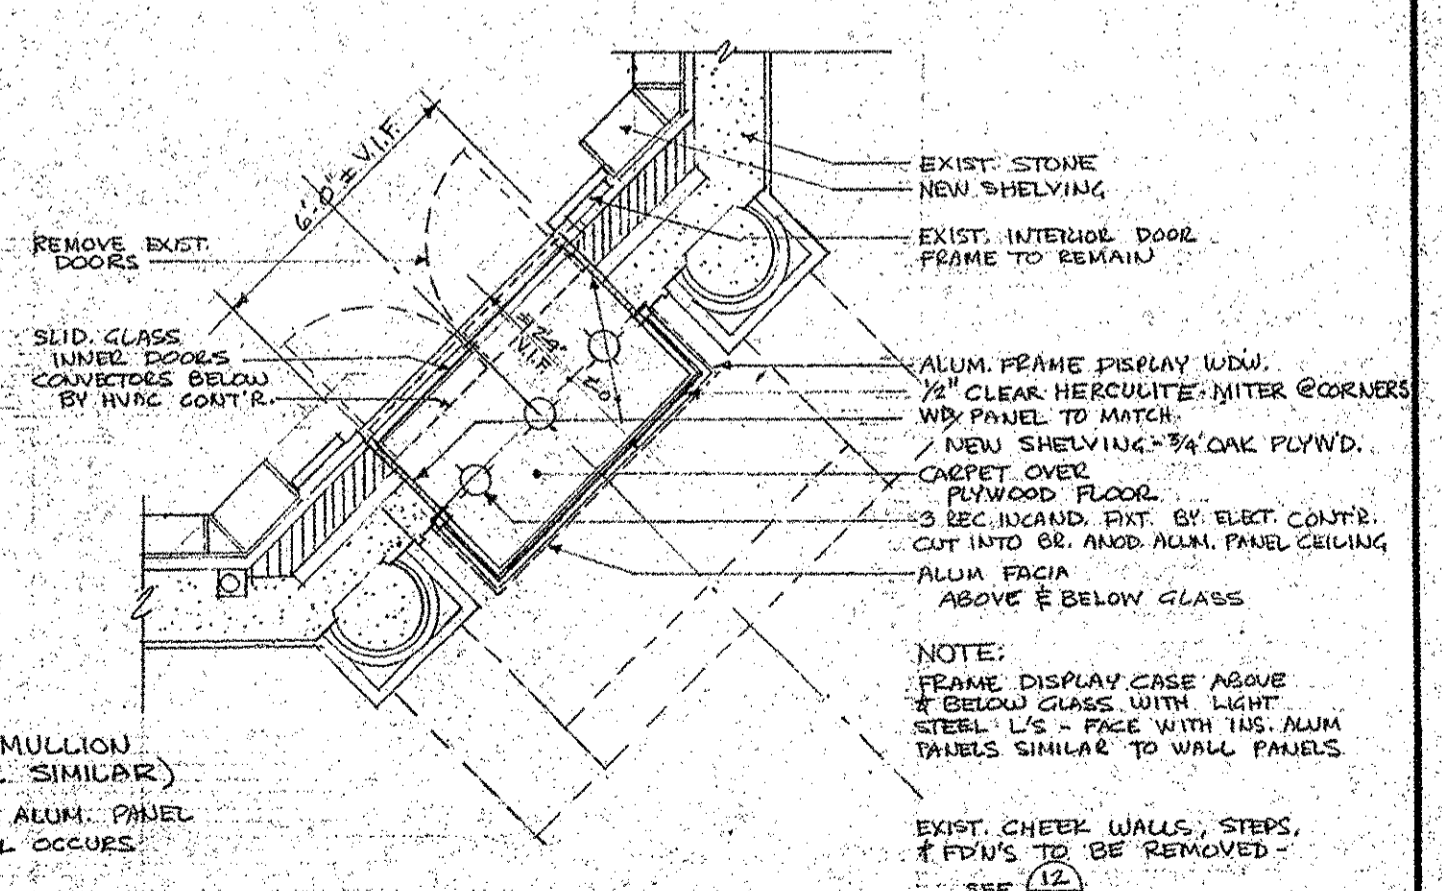 6'-0" ± V.I.F.
REMOVE EXIST.
DOORS
SLID. GLASS
INNER DOORS
CONVECTORS BELOW
BY HVAC CONT'R.
±24"
V.I.F.
EXIST. STONE
NEW SHELVING
EXIST. INTERIOR DOOR
FRAME TO REMAIN
ALUM. FRAME DISPLAY WDW.
1/2" CLEAR HERCULITE-MITER @CORNERS
WD. PANEL TO MATCH
NEW SHELVING-3/4" OAK PLYW'D.
CARPET OVER
PLYWOOD FLOOR
3 REC. INCAND. FIXT. BY ELECT. CONT'R.
CUT INTO BR. ANOD. ALUM. PANEL CEILING
ALUM FACIA
ABOVE & BELOW GLASS
NOTE:
FRAME DISPLAY CASE ABOVE
& BELOW GLASS WITH LIGHT
STEEL L'S - FACE WITH INS. ALUM
PANELS SIMILAR TO WALL PANELS
EXIST. CHEEK WALLS, STEPS,
& FD'N'S TO BE REMOVED-
SEE 12
MULLION
SIMILAR)
ALUM. PANEL
OCCURS